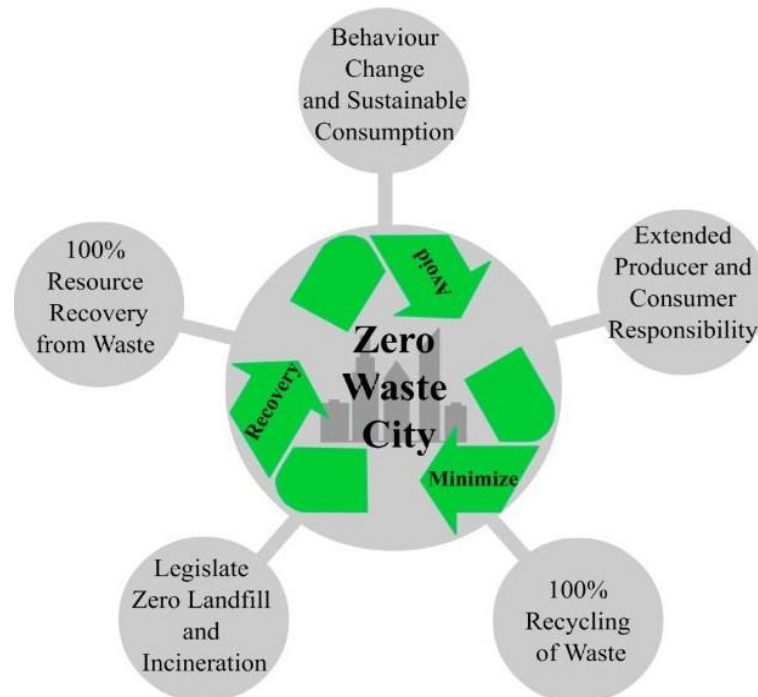 Behaviour
Change
and Sustainable
Consumption
100%
Resource
Recovery
from Waste
Extended
Producer and
Consumer
Responsibility
Avoid
Zero
Waste
City
Recovery
Minimize
Legislate
Zero Landfill
and
Incineration
100%
Recycling
of Waste